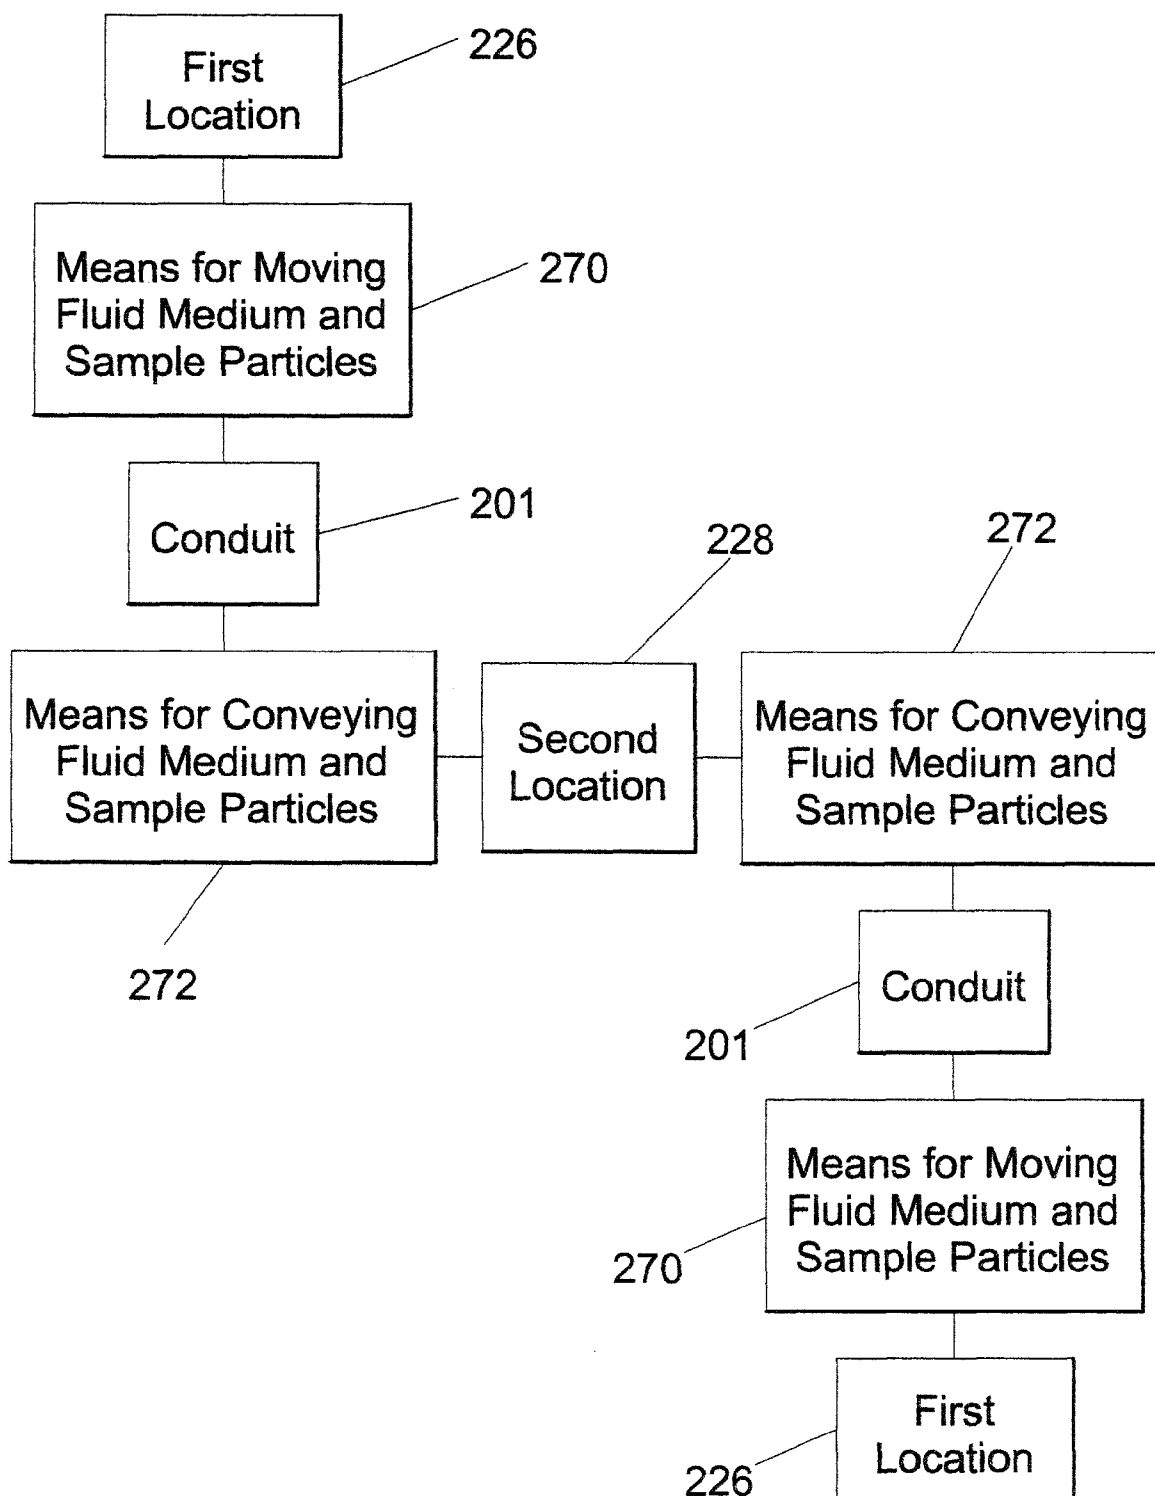 First
Location
226
Means for Moving
Fluid Medium and
Sample Particles
270
Conduit
201
Means for Conveying
Fluid Medium and
Sample Particles
272
Second
Location
228
Means for Conveying
Fluid Medium and
Sample Particles
272
Conduit
201
Means for Moving
Fluid Medium and
Sample Particles
270
First
Location
226